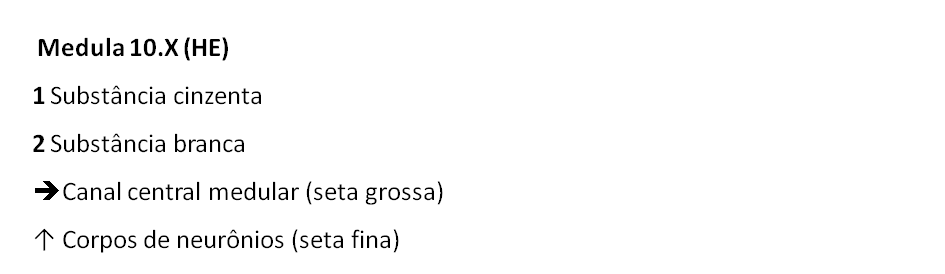 Medula 10.X (HE)
1 Substância cinzenta
2 Substância branca
➔ Canal central medular (seta grossa)
↑ Corpos de neurônios (seta fina)